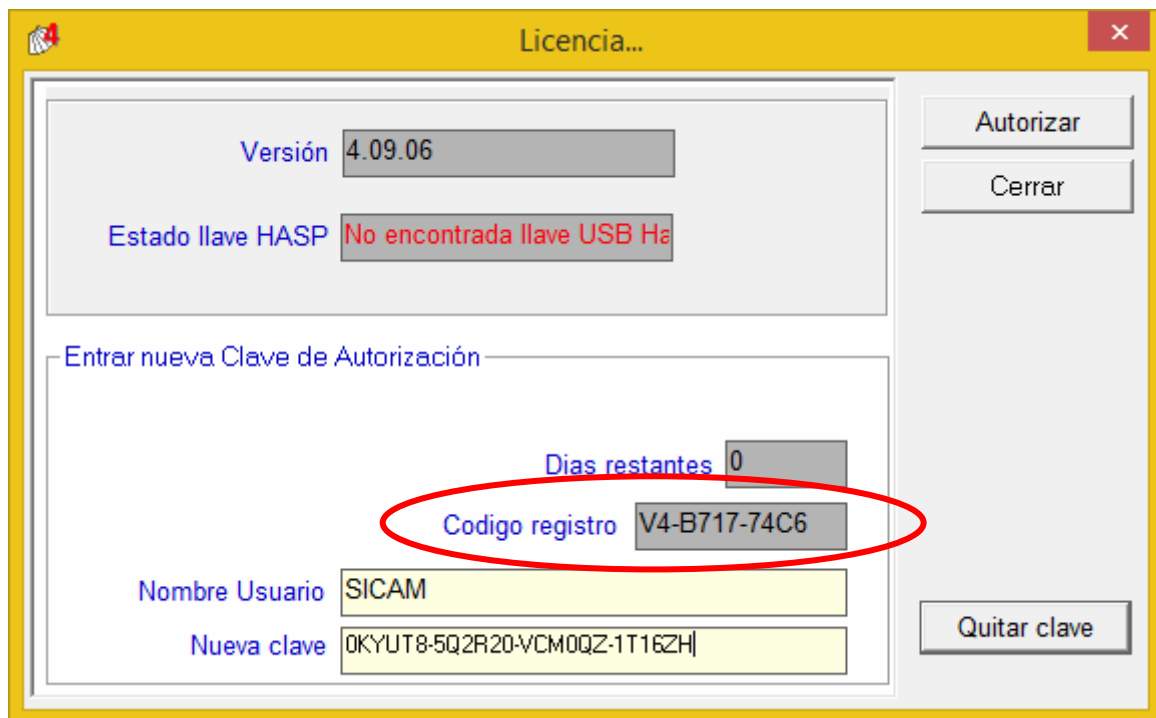 Licencia...
Autorizar
Versión 4.09.06
Cerrar
Estado llave HASP No encontrada llave USB Ha
Entrar nueva Clave de Autorización
Dias restantes 0
Codigo registro V4-B717-74C6
Nombre Usuario SICAM
Nueva clave 0KYUT8-5Q2R20-VCM0QZ-1T16ZH
Quitar clave